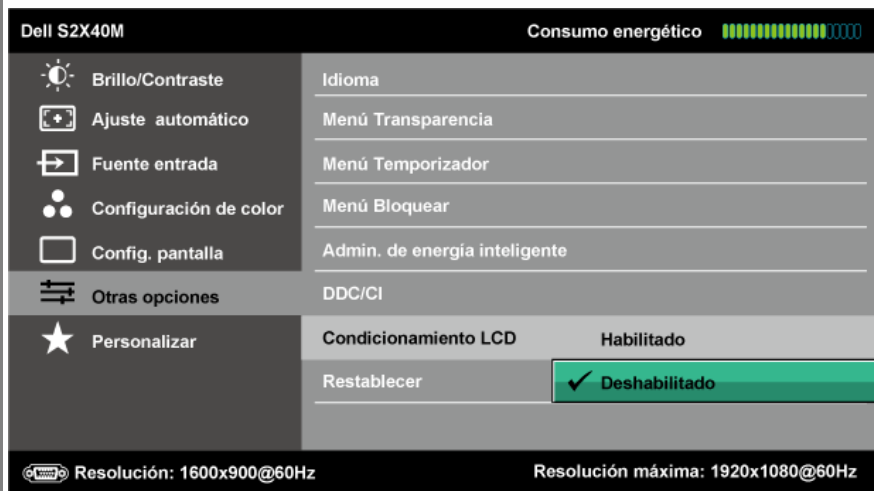 Dell S2X40M Consumo energético
Brillo/Contraste Idioma
Ajuste automático Menú Transparencia
Fuente entrada Menú Temporizador
Configuración de color Menú Bloquear
Config. pantalla Admin. de energía inteligente
Otras opciones DDC/CI
Personalizar Condicionamiento LCD Habilitado
Restablecer Deshabilitado
Resolución: 1600x900@60Hz Resolución máxima: 1920x1080@60Hz